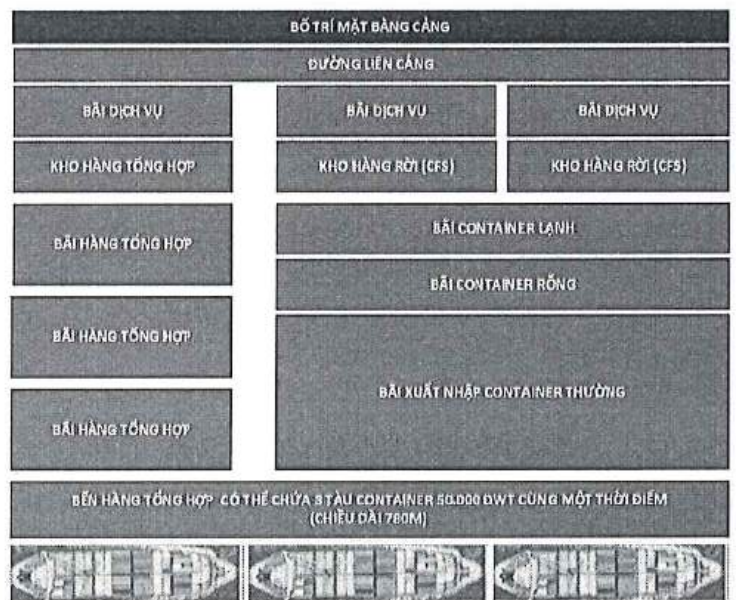 BỐ TRÍ MẶT BẰNG CẢNG
ĐƯỜNG LIÊN CẢNG
BÃI DỊCH VỤ
BÃI DỊCH VỤ
BÃI DỊCH VỤ
KHO HÀNG TỔNG HỢP
KHO HÀNG RỜI (CFS)
KHO HÀNG RỜI (CFS)
BÃI HÀNG TỔNG HỢP
BÃI CONTAINER LẠNH
BÃI CONTAINER RỖNG
BÃI HÀNG TỔNG HỢP
BÃI XUẤT NHẬP CONTAINER THƯỜNG
BÃI HÀNG TỔNG HỢP
BẾN HÀNG TỔNG HỢP CÓ THỂ CHỨA 3 TÀU CONTAINER 50.000 DWT CÙNG MỘT THỜI ĐIỂM
(CHIỀU DÀI 780M)